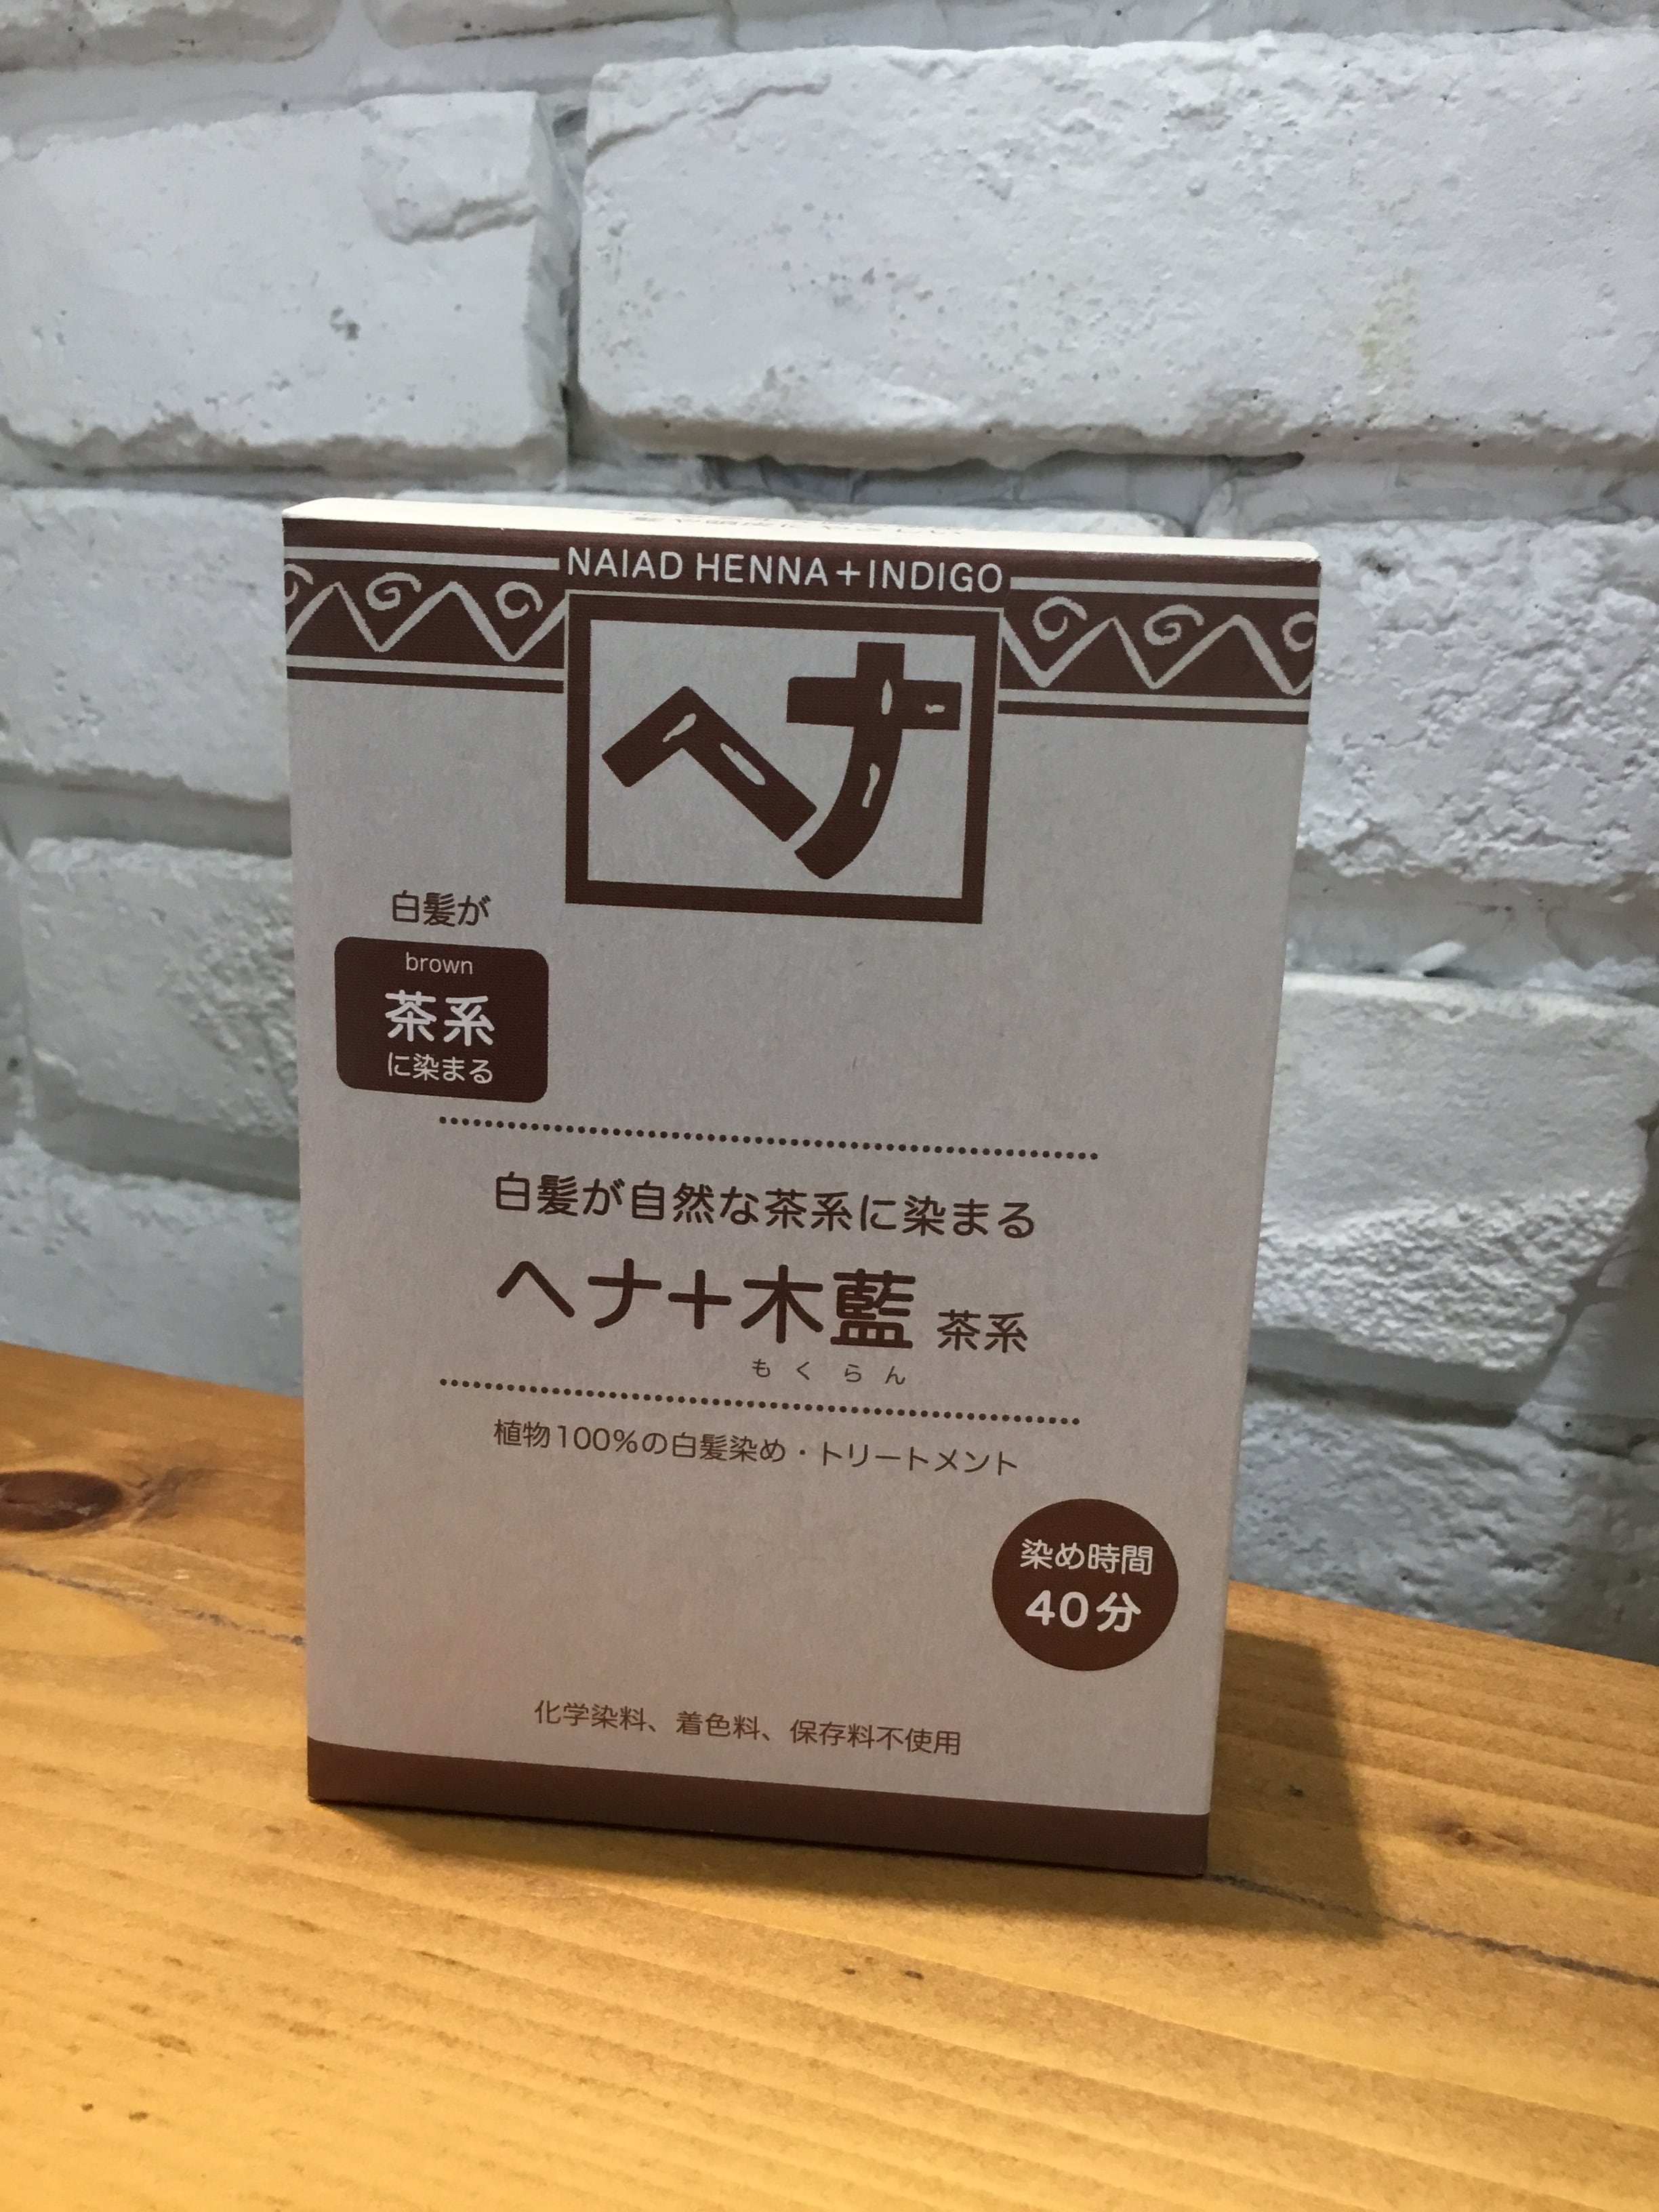 NAIAD HENNA+INDIGO
ヘナ
白髪が
brown
茶系
に染まる
白髪が自然な茶系に染まる
ヘナ+木藍 茶系
もくらん
植物100%の白髪染め・トリートメント
染め時間
40分
化学染料、着色料、保存料不使用